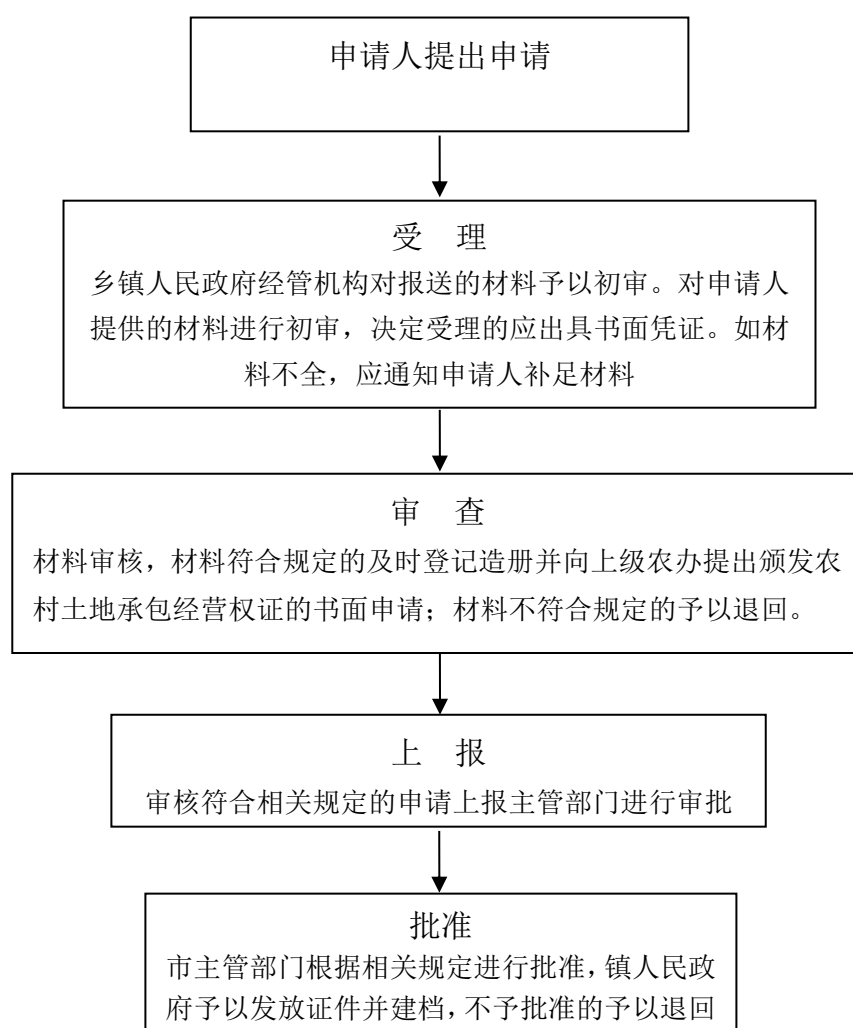 申请人提出申请
受 理
乡镇人民政府经管机构对报送的材料予以初审。对申请人
提供的材料进行初审，决定受理的应出具书面凭证。如材
料不全，应通知申请人补足材料
审 查
材料审核，材料符合规定的及时登记造册并向上级农办提出颁发农
村土地承包经营权证的书面申请；材料不符合规定的予以退回。
上 报
审核符合相关规定的申请上报主管部门进行审批
批准
市主管部门根据相关规定进行批准，镇人民政
府予以发放证件并建档，不予批准的予以退回